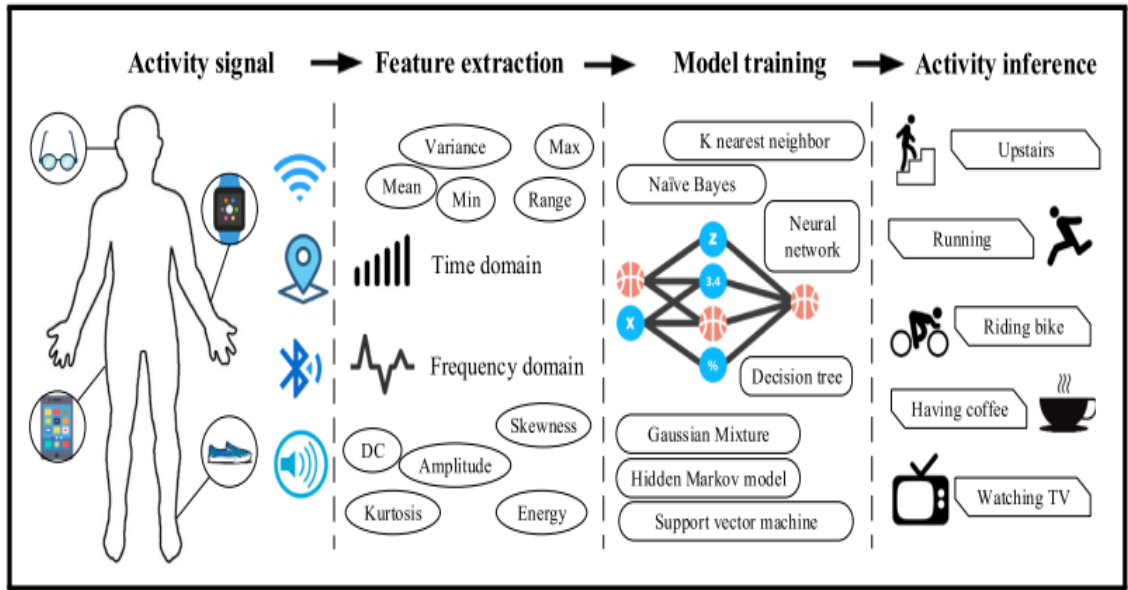 Activity signal
Feature extraction
Model training
Activity inference
Variance
Max
Mean
Min
Range
Time domain
Frequency domain
Skewness
DC
Amplitude
Kurtosis
Energy
K nearest neighbor
Naïve Bayes
Neural
network
Z
3.4
X
%
Decision tree
Gaussian Mixture
Hidden Markov model
Support vector machine
Upstairs
Running
Riding bike
Having coffee
Watching TV